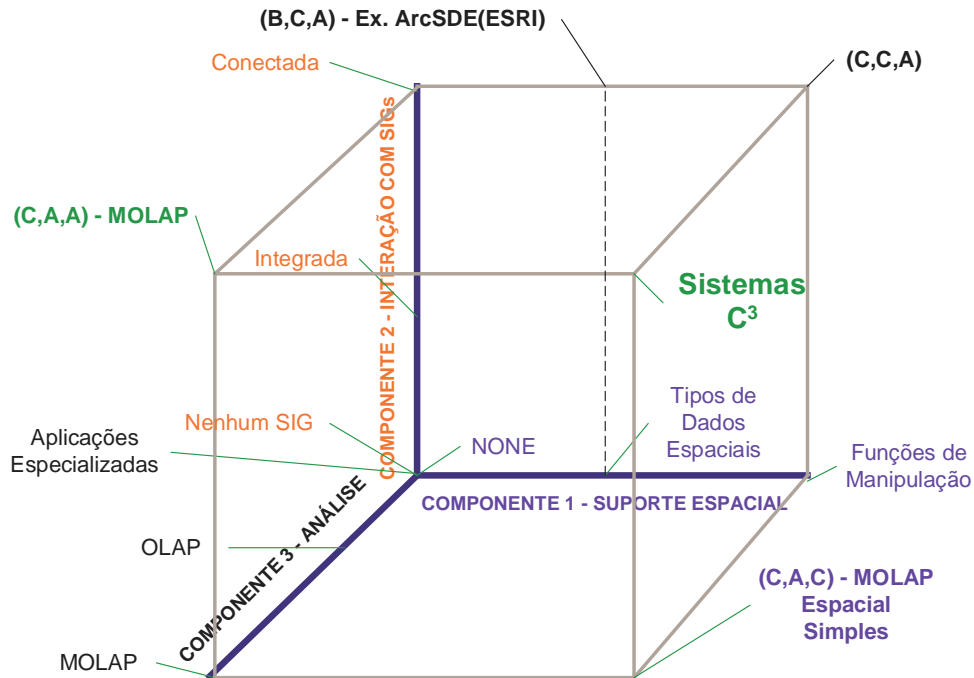 (B,C,A) - Ex. ArcSDE(ESRI)
Conectada
(C,C,A)
(C,A,A) - MOLAP
COMPONENTE 2 - INTERAÇÃO COM SIGs
Integrada
Sistemas
C³
Nenhum SIG
Aplicações
Especializadas
NONE
Tipos de
Dados
Espaciais
Funções de
Manipulação
COMPONENTE 1 - SUPORTE ESPACIAL
COMPONENTE 3 - ANÁLISE
OLAP
MOLAP
(C,A,C) - MOLAP
Espacial
Simples